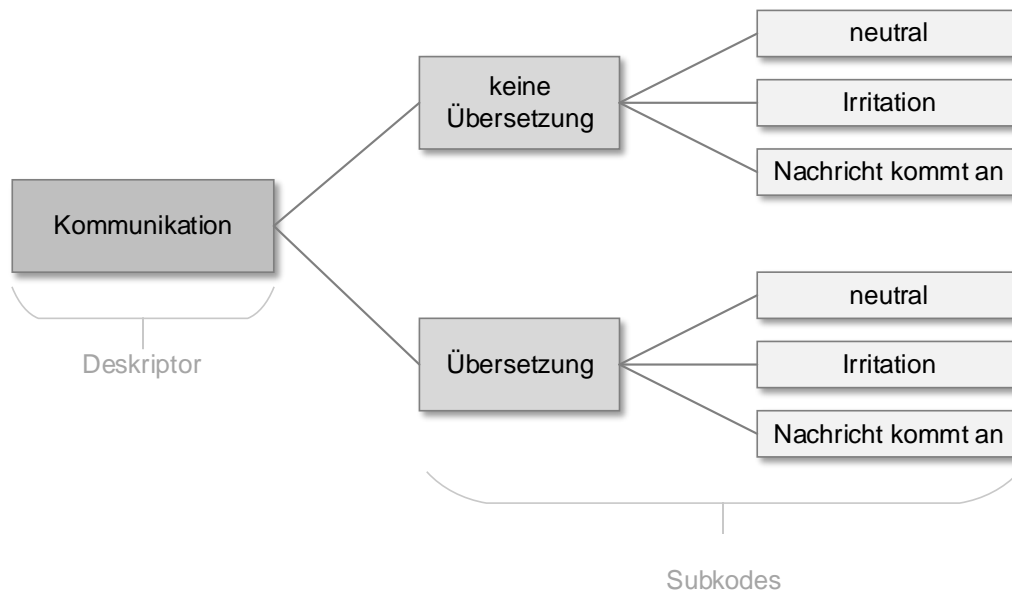 neutral
keine
Übersetzung
Irritation
Nachricht kommt an
Kommunikation
neutral
Übersetzung
Irritation
Nachricht kommt an
Deskriptor
Subkodes